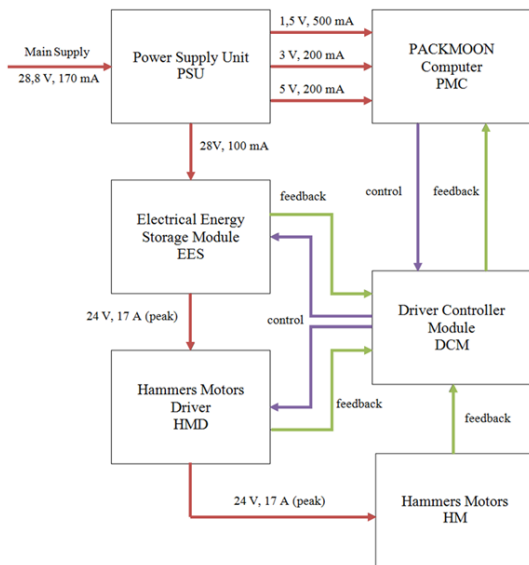 Main Supply
28,8 V, 170 mA
Power Supply Unit
PSU
1,5 V, 500 mA
3 V, 200 mA
5 V, 200 mA
PACKMOON
Computer
PMC
28V, 100 mA
control
feedback
Electrical Energy
Storage Module
EES
feedback
24 V, 17 A (peak)
control
Driver Controller
Module
DCM
Hammers Motors
Driver
HMD
feedback
feedback
24 V, 17 A (peak)
Hammers Motors
HM